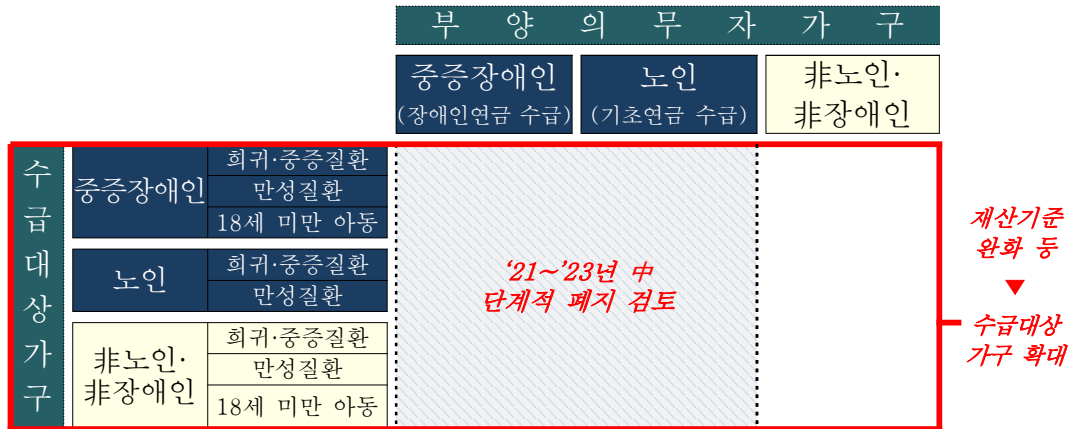 부 양 의 무 자 가 구
중증장애인
(장애인연금 수급)
노인
(기초연금 수급)
非노인·
非장애인
수급대상가구
중증장애인
희귀·중증질환
만성질환
18세 미만 아동
노인
희귀·중증질환
만성질환
非노인·
非장애인
희귀·중증질환
만성질환
18세 미만 아동
‘21~’23년 中
단계적 폐지 검토
재산기준
완화 등
▼
수급대상
가구 확대